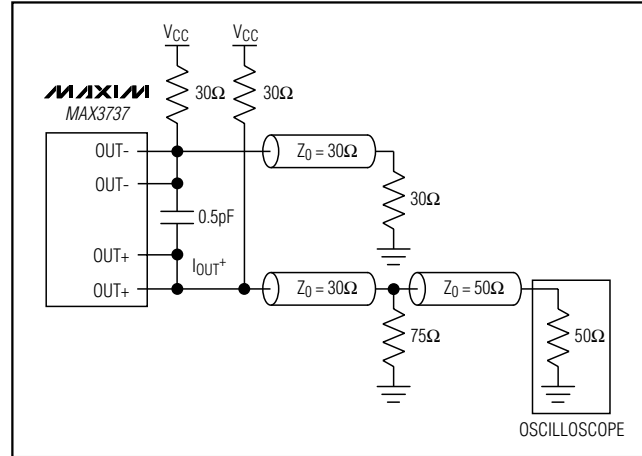 VCC VCC
MAXIM
MAX3737
30Ω 30Ω
OUT-
Z0 = 30Ω
OUT-
30Ω
0.5pF
OUT+
IOUT+
OUT+
Z0 = 30Ω Z0 = 50Ω
75Ω
50Ω
OSCILLOSCOPE